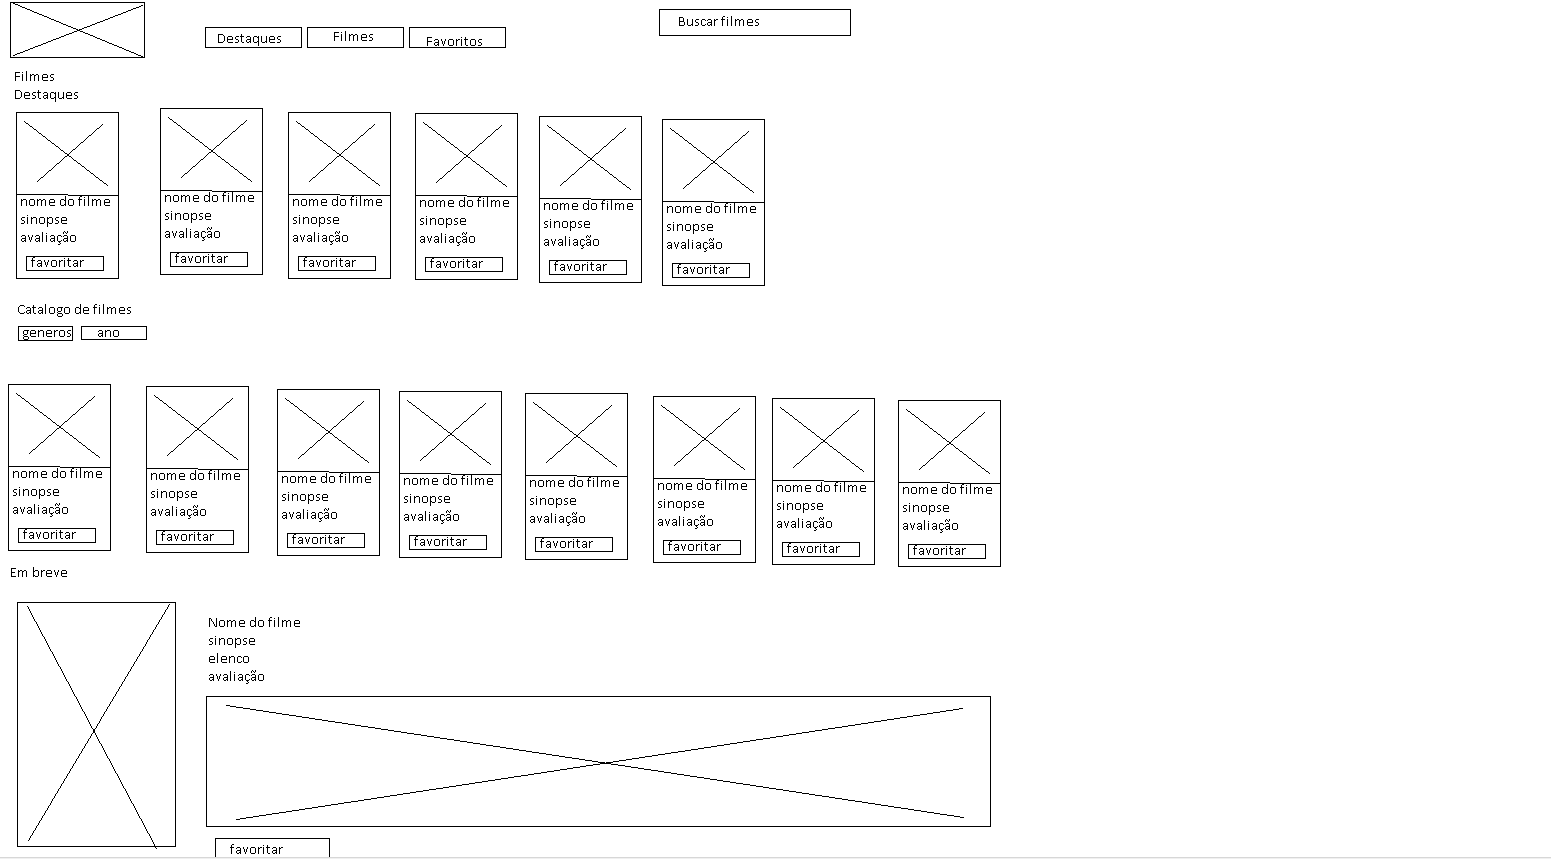 Buscar filmes
Destaques
Filmes
Favoritos
Filmes
Destaques
nome do filme
sinopse
avaliação
favoritar
nome do filme
sinopse
avaliação
favoritar
nome do filme
sinopse
avaliação
favoritar
nome do filme
sinopse
avaliação
favoritar
nome do filme
sinopse
avaliação
favoritar
nome do filme
sinopse
avaliação
favoritar
Catalogo de filmes
generos
ano
nome do filme
sinopse
avaliação
favoritar
nome do filme
sinopse
avaliação
favoritar
nome do filme
sinopse
avaliação
favoritar
nome do filme
sinopse
avaliação
favoritar
nome do filme
sinopse
avaliação
favoritar
nome do filme
sinopse
avaliação
favoritar
nome do filme
sinopse
avaliação
favoritar
nome do filme
sinopse
avaliação
favoritar
Em breve
Nome do filme
sinopse
elenco
avaliação
favoritar